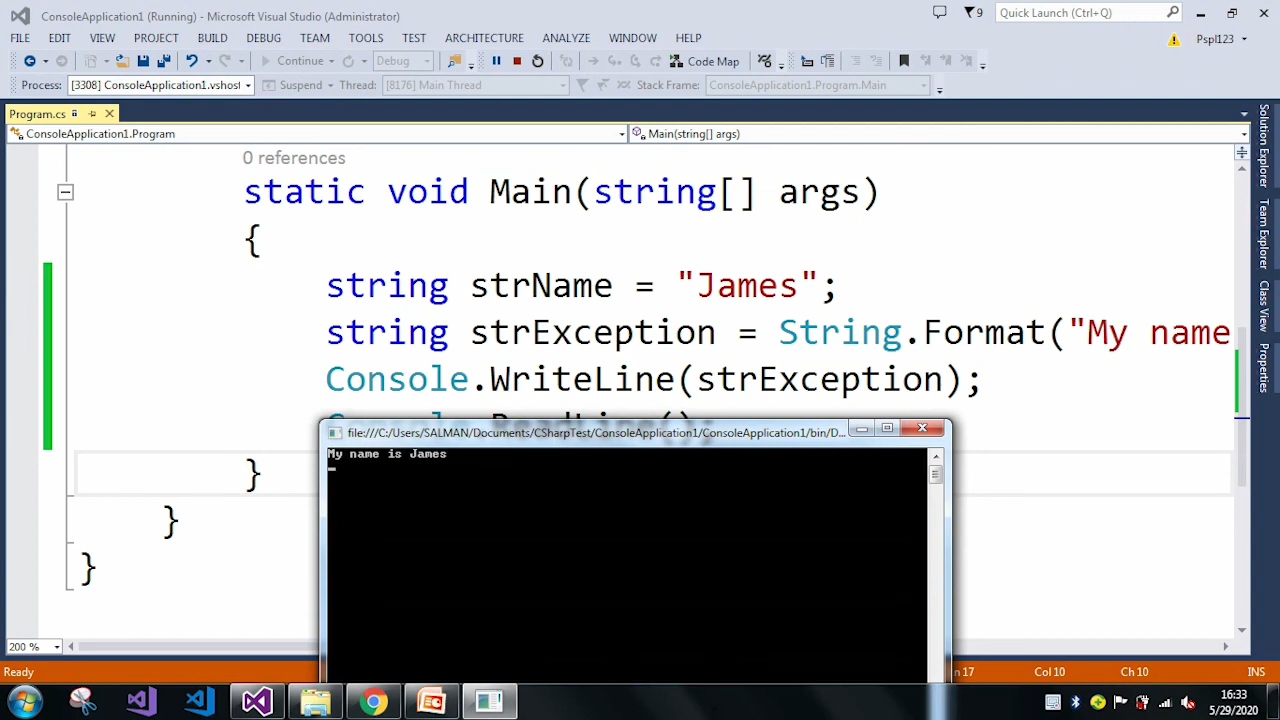 ConsoleApplication1 (Running) - Microsoft Visual Studio (Administrator)
9
Quick Launch (Ctrl+Q)
FILE EDIT VIEW PROJECT BUILD DEBUG TEAM TOOLS TEST ARCHITECTURE ANALYZE WINDOW HELP
Pspl123
Continue Debug Code Map
Process: [3308] ConsoleApplication1.vshost Suspend Thread: [8176] Main Thread Stack Frame: ConsoleApplication1.Program.Main
Program.cs
ConsoleApplication1.Program Main(string[] args)
0 references
static void Main(string[] args)
{
string strName = "James";
string strException = String.Format("My name
Console.WriteLine(strException);
Console.ReadLine();
}
}
}
file:///C:/Users/SALMAN/Documents/CSharpTest/ConsoleApplication1/ConsoleApplication1/bin/D...
My name is James
Solution Explorer
Team Explorer
Class View
Properties
200 %
Ready
n 17 Col 10 Ch 10 INS
16:33
5/29/2020